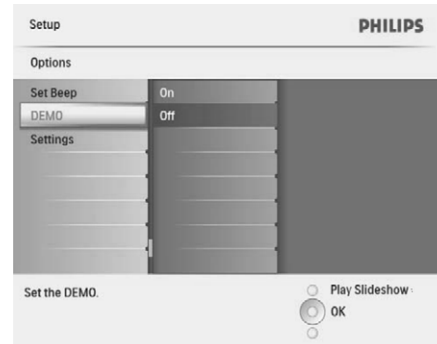 Setup
PHILIPS
Options
Set Beep
On
DEMO
Off
Settings
Set the DEMO.
Play Slideshow
OK